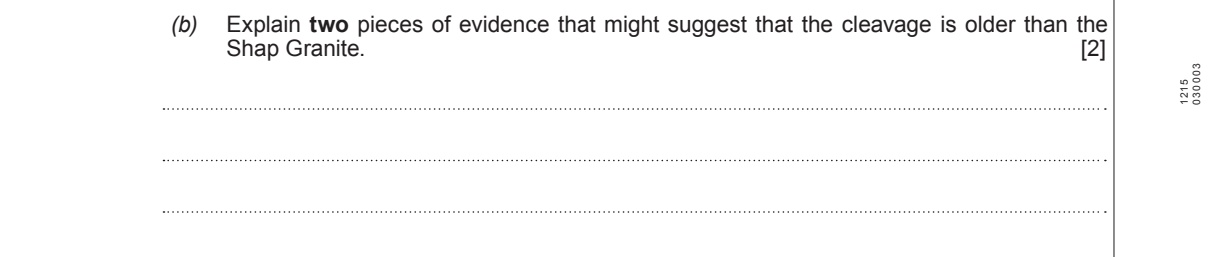 (b) Explain two pieces of evidence that might suggest that the cleavage is older than the
Shap Granite. [2]
1215
030003